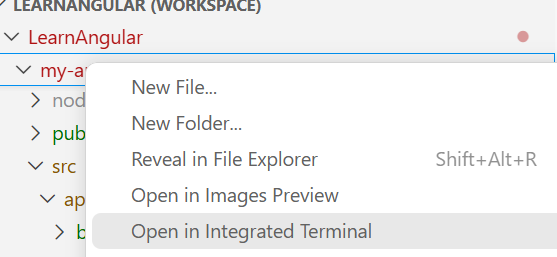 LEARNANGULAR (WORKSPACE)
LearnAngular
my-a
New File...
nod
New Folder...
pub
Reveal in File Explorer Shift+Alt+R
src
Open in Images Preview
ap
Open in Integrated Terminal